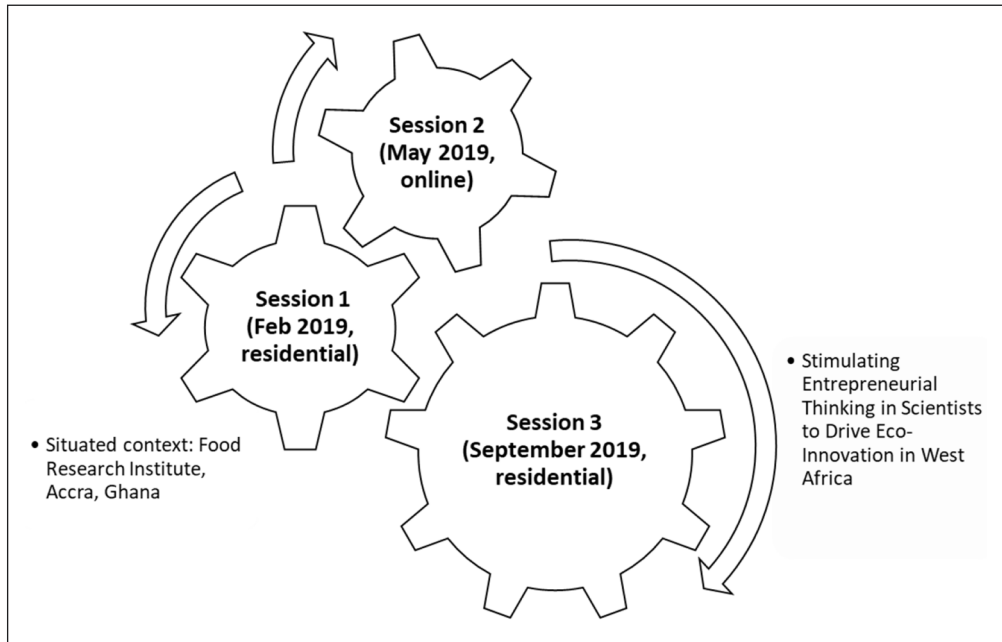 Session 2
(May 2019,
online)
Session 1
(Feb 2019,
residential)
Session 3
(September 2019,
residential)
• Situated context: Food
Research Institute,
Accra, Ghana
• Stimulating
Entrepreneurial
Thinking in Scientists
to Drive Eco-
Innovation in West
Africa